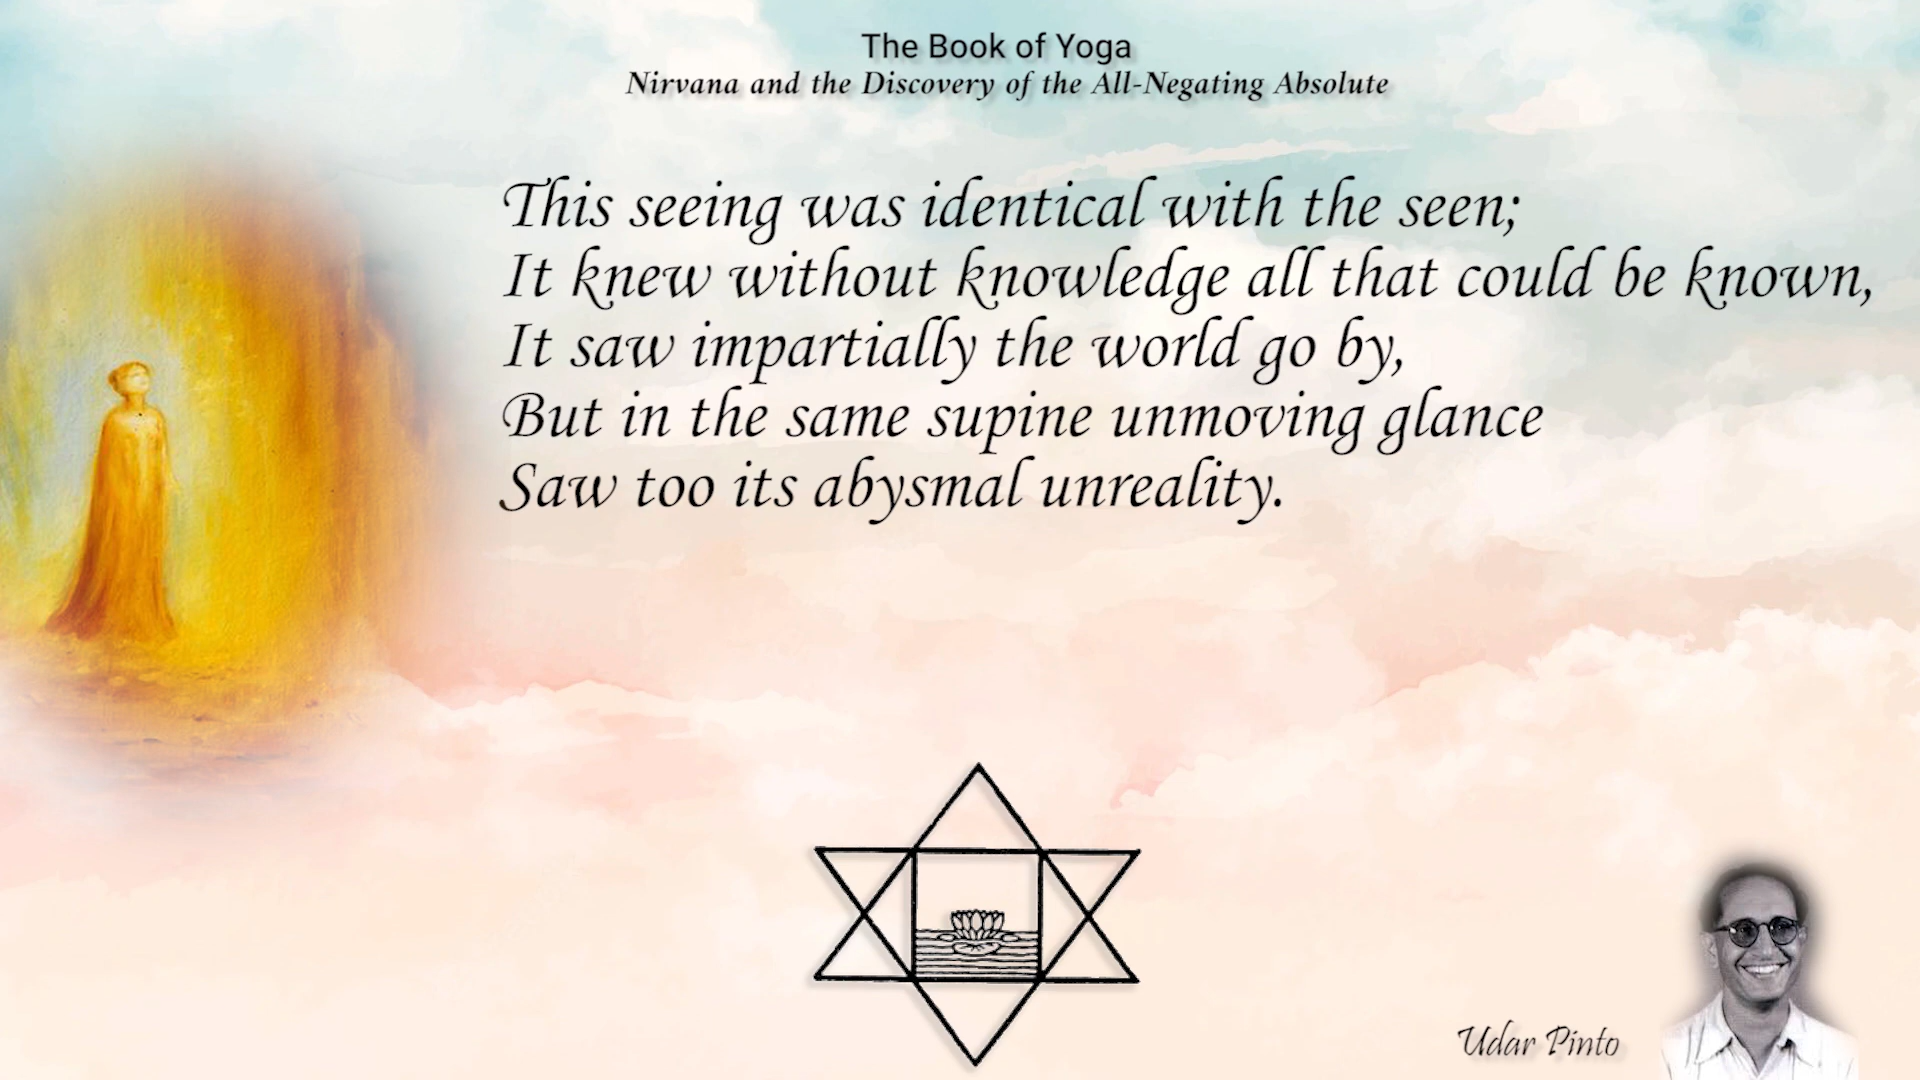 The Book of Yoga
Nirvana and the Discovery of the All-Negating Absolute
This seeing was identical with the seen;
It knew without knowledge all that could be known,
It saw impartially the world go by,
But in the same supine unmoving glance
Saw too its abysmal unreality.
Udar Pinto